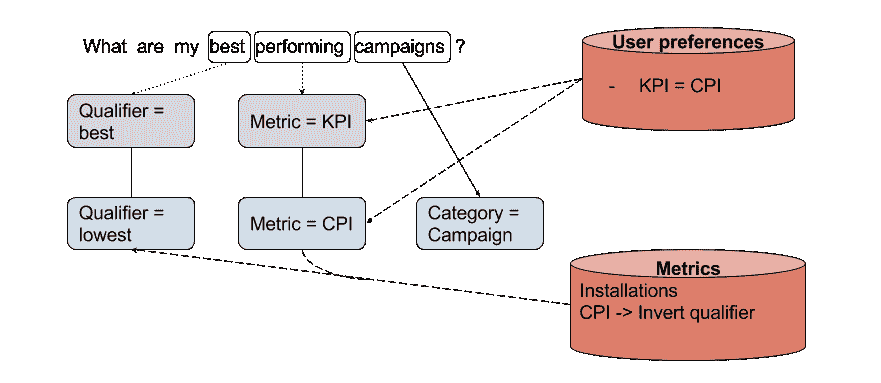 What are my best performing campaigns ?
User preferences
- KPI = CPI
Qualifier =
best
Metric = KPI
Qualifier =
lowest
Metric = CPI
Category =
Campaign
Metrics
Installations
CPI -> Invert qualifier